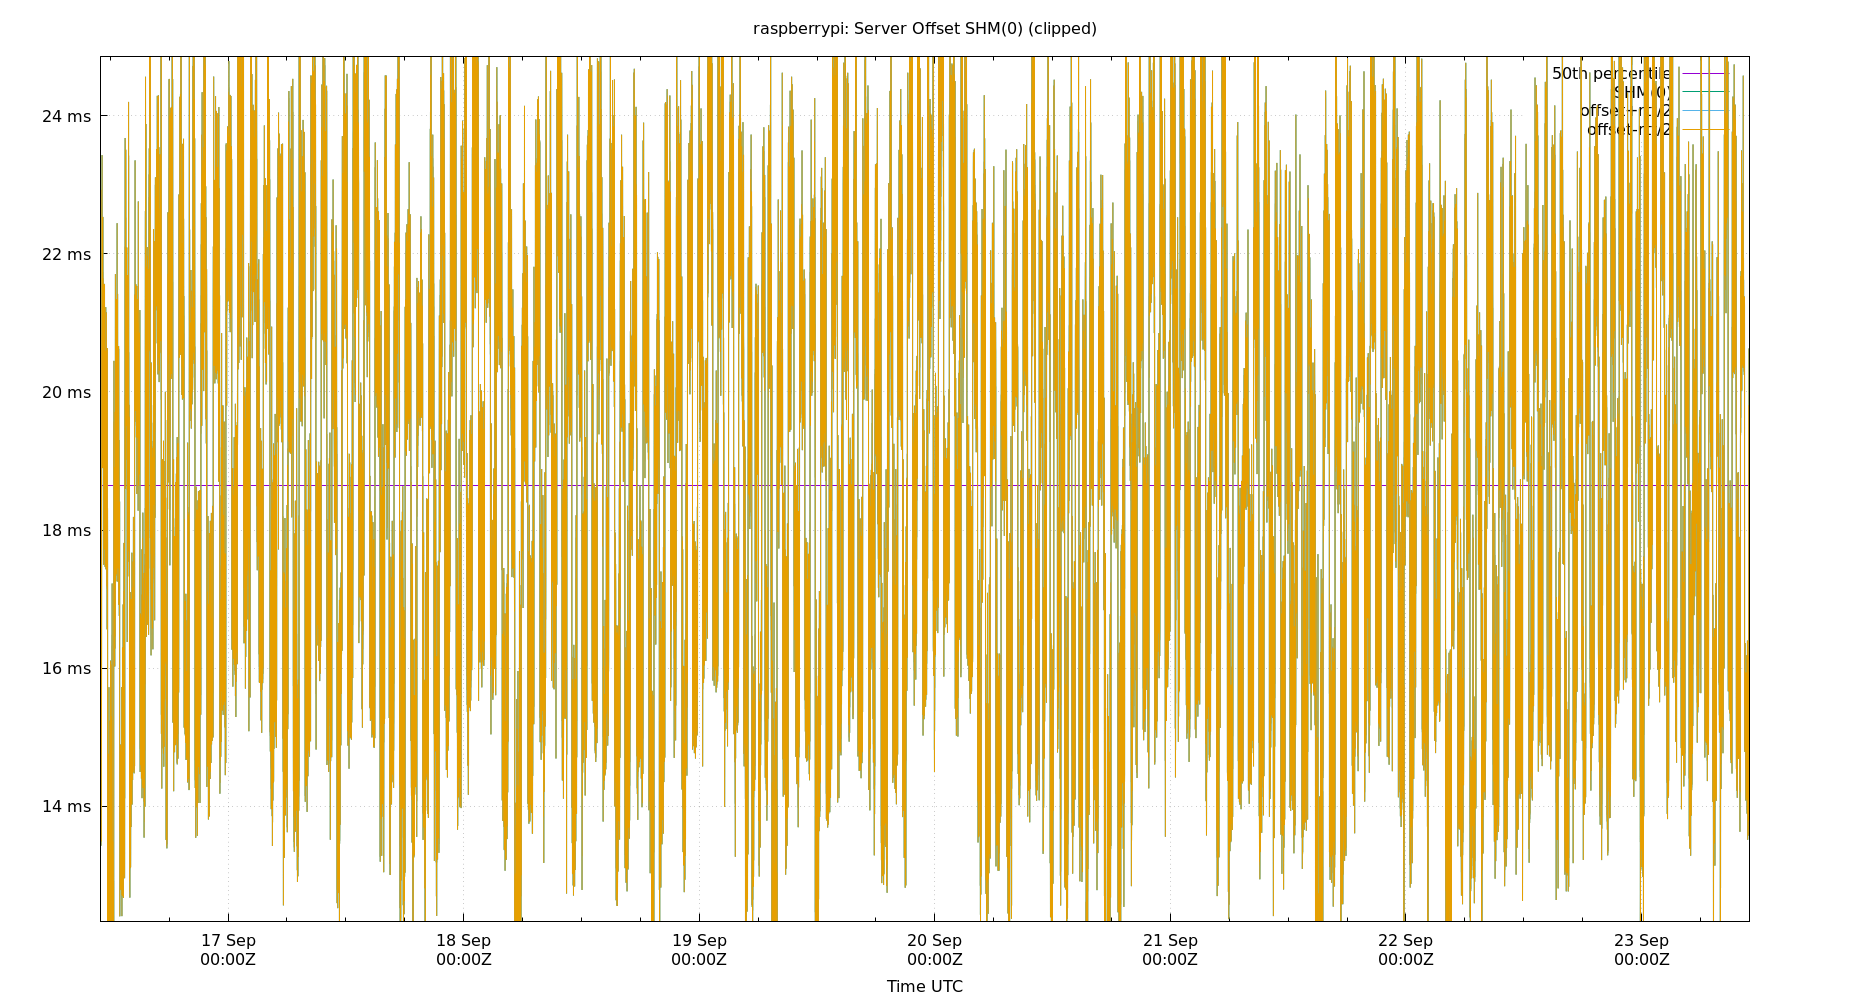 raspberrypi: Server Offset SHM(0) (clipped)
50th percentile
SHM(0)
offset+rtt/2
offset-rtt/2
24 ms
22 ms
20 ms
18 ms
16 ms
14 ms
17 Sep
00:00Z
18 Sep
00:00Z
19 Sep
00:00Z
20 Sep
00:00Z
21 Sep
00:00Z
22 Sep
00:00Z
23 Sep
00:00Z
Time UTC